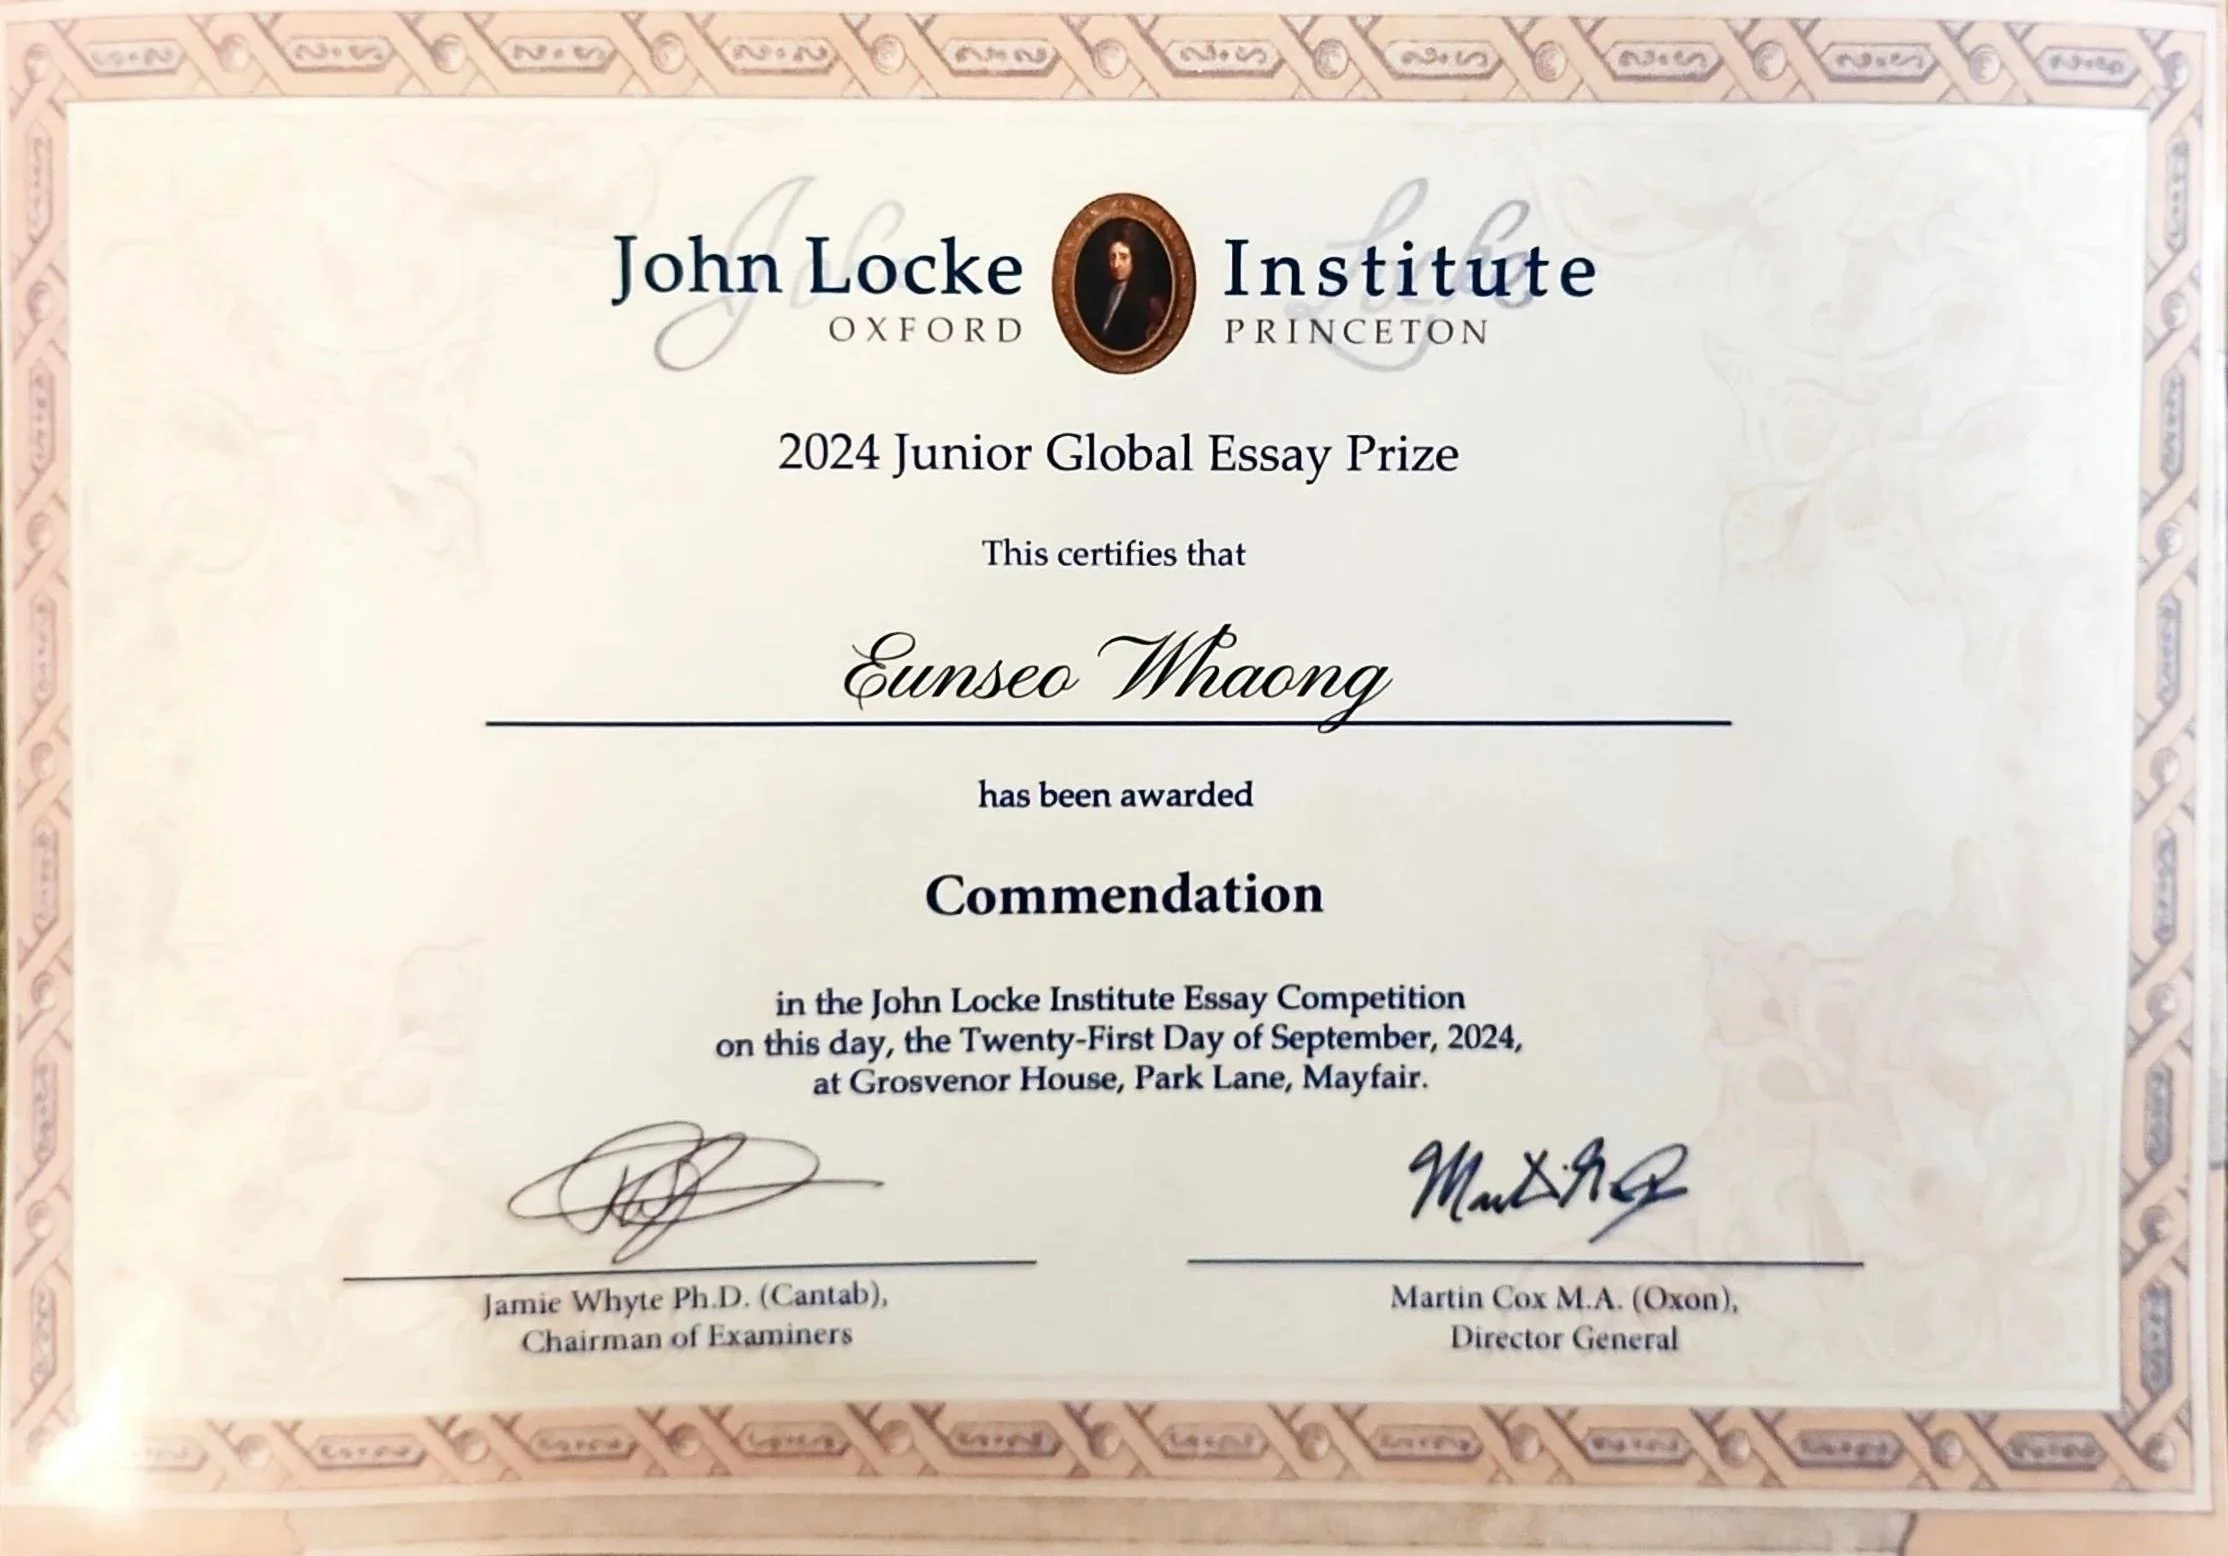 John Locke Institute
OXFORD PRINCETON
2024 Junior Global Essay Prize
This certifies that
Eunseo Whaong
has been awarded
Commendation
in the John Locke Institute Essay Competition
on this day, the Twenty-First Day of September, 2024,
at Grosvenor House, Park Lane, Mayfair.
Jamie Whyte Ph.D. (Cantab),
Chairman of Examiners
Martin Cox M.A. (Oxon),
Director General